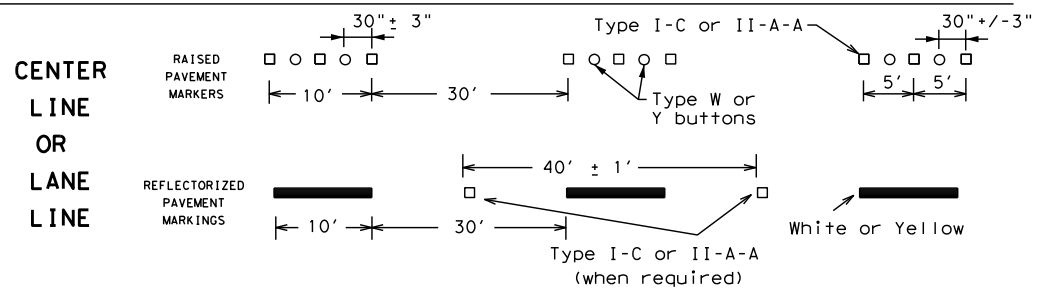 CENTER
LINE
OR
LANE
LINE
RAISED
PAVEMENT
MARKERS
30"± 3"
10'
30'
Type I-C or II-A-A
Type W or
Y buttons
30"+/-3"
5'
5'
REFLECTORIZED
PAVEMENT
MARKINGS
10'
30'
40' ± 1'
Type I-C or II-A-A
(when required)
White or Yellow